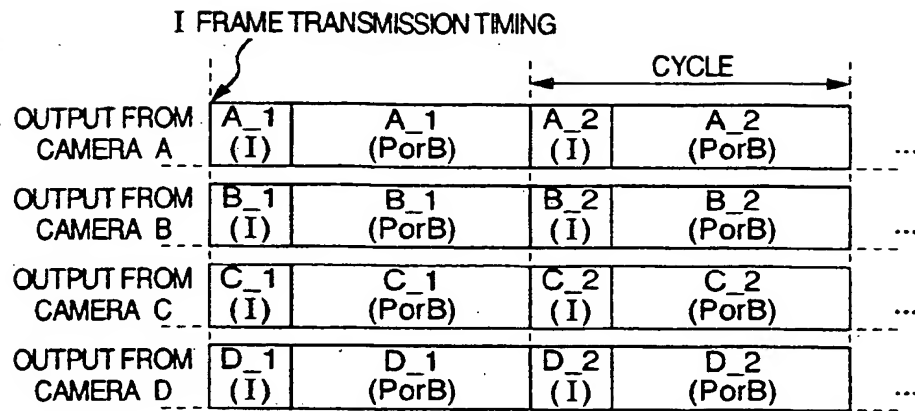 I FRAME TRANSMISSION TIMING
CYCLE
OUTPUT FROM CAMERA A
A_1 (I)
A_1 (PorB)
A_2 (I)
A_2 (PorB)
...
OUTPUT FROM CAMERA B
B_1 (I)
B_1 (PorB)
B_2 (I)
B_2 (PorB)
...
OUTPUT FROM CAMERA C
C_1 (I)
C_1 (PorB)
C_2 (I)
C_2 (PorB)
...
OUTPUT FROM CAMERA D
D_1 (I)
D_1 (PorB)
D_2 (I)
D_2 (PorB)
...